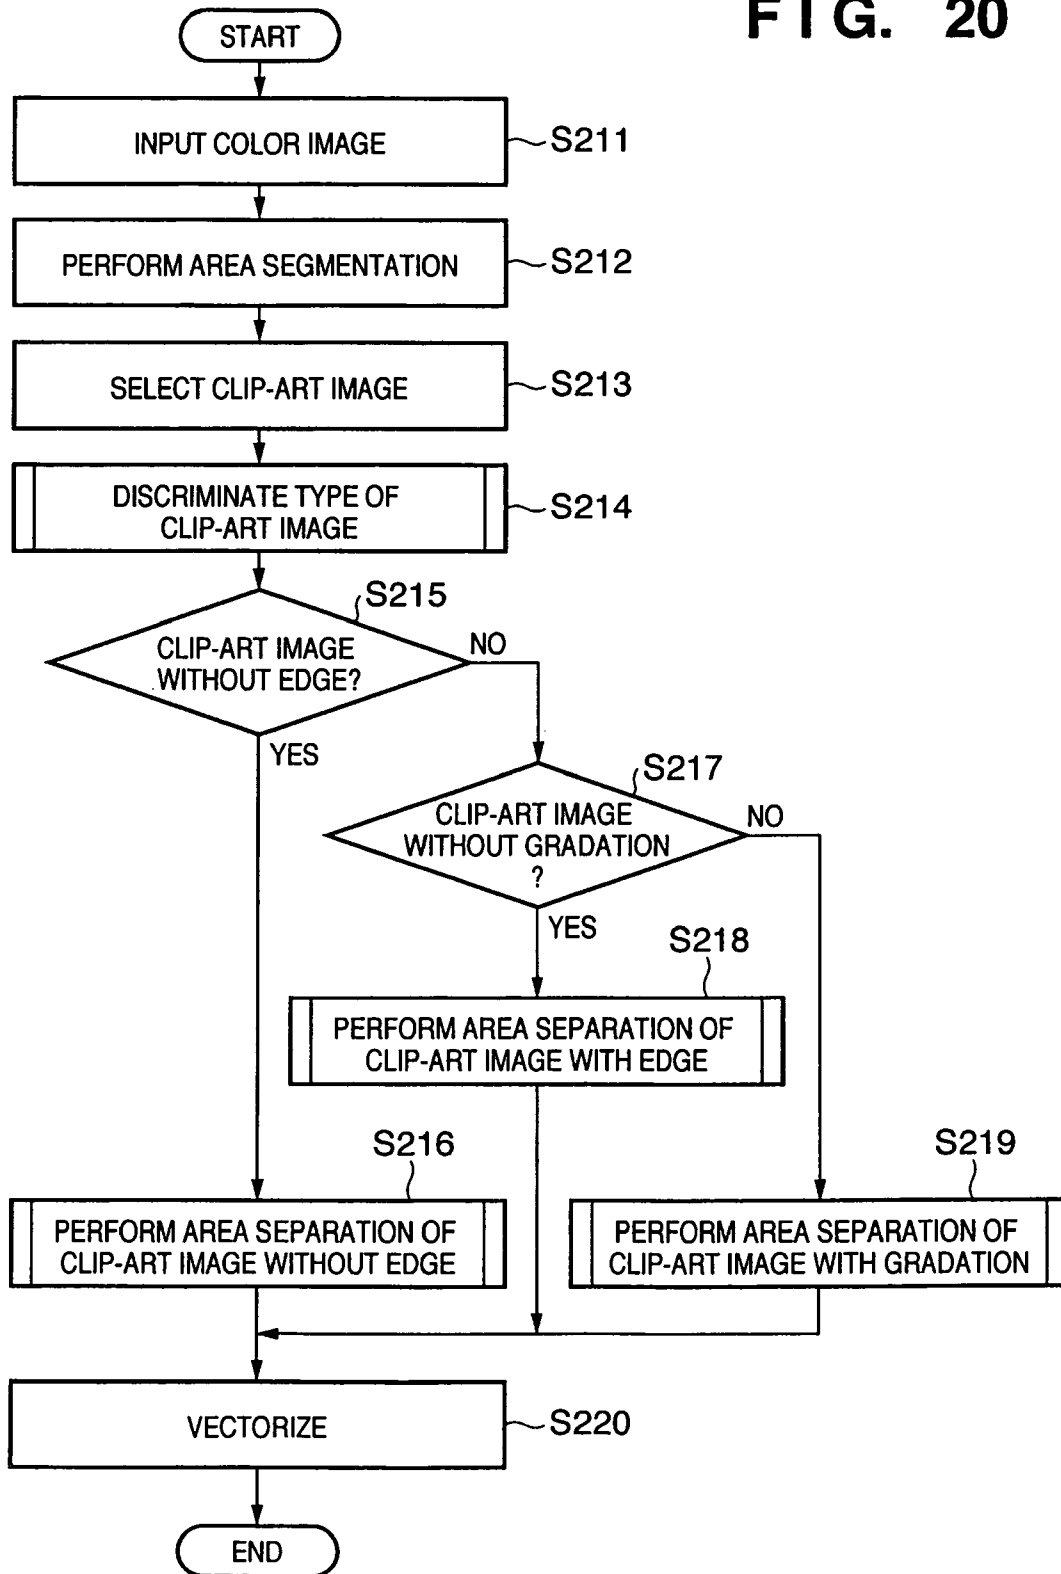 FIG. 20
START
INPUT COLOR IMAGE
S211
PERFORM AREA SEGMENTATION
S212
SELECT CLIP-ART IMAGE
S213
DISCRIMINATE TYPE OF
CLIP-ART IMAGE
S214
S215
CLIP-ART IMAGE
WITHOUT EDGE?
NO
YES
S217
CLIP-ART IMAGE
WITHOUT GRADATION
?
NO
YES
S218
PERFORM AREA SEPARATION OF
CLIP-ART IMAGE WITH EDGE
S216
PERFORM AREA SEPARATION OF
CLIP-ART IMAGE WITHOUT EDGE
S219
PERFORM AREA SEPARATION OF
CLIP-ART IMAGE WITH GRADATION
VECTORIZE
S220
END